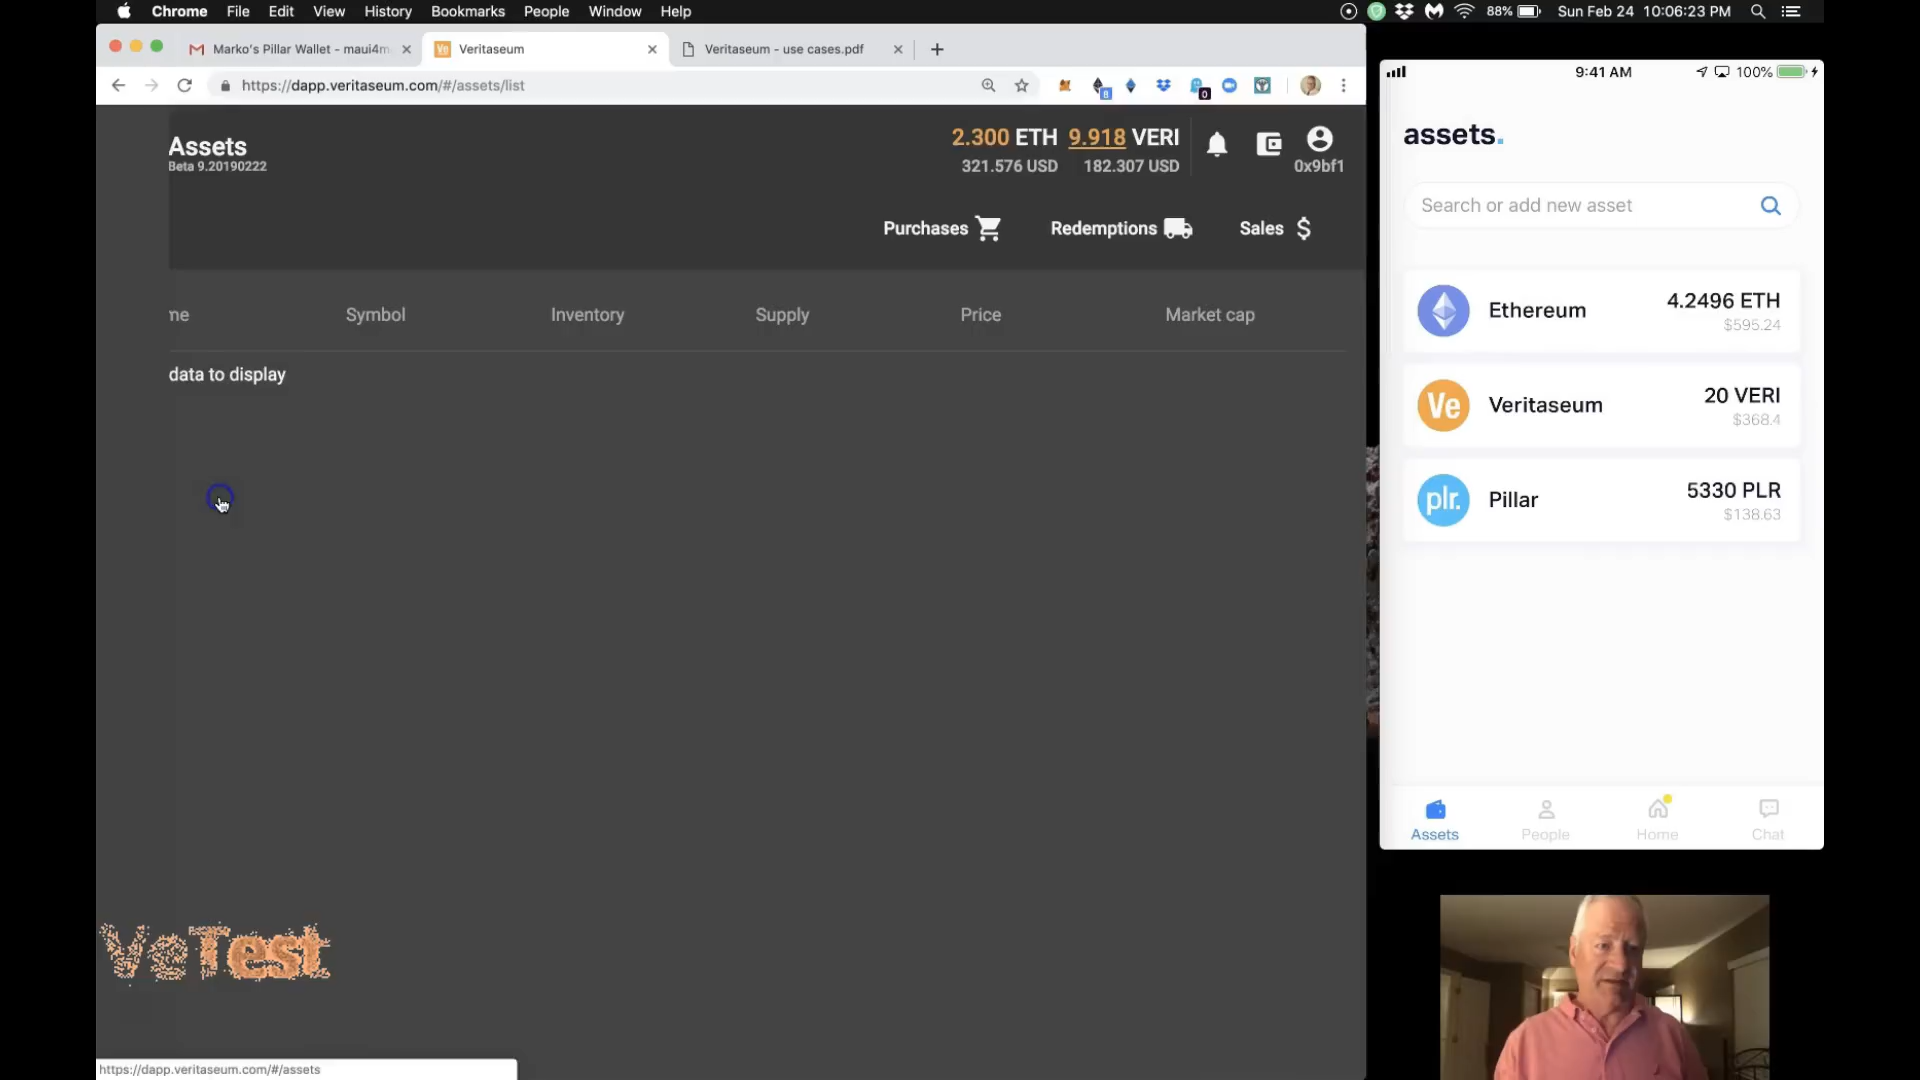 Chrome File Edit View History Bookmarks People Window Help
88% Sun Feb 24 10:06:23 PM
Marko's Pillar Wallet - maui4m
Veritaseum
Veritaseum - use cases.pdf
https://dapp.veritaseum.com/#/assets/list
8
0
Assets
Beta 9.20190222
2.300 ETH 9.918 VERI
321.576 USD 182.307 USD
0x9bf1
Purchases Redemptions Sales $
me Symbol Inventory Supply Price Market cap
data to display
VeTest
https://dapp.veritaseum.com/#/assets
9:41 AM 100%
assets.
Search or add new asset
Ethereum 4.2496 ETH
$595.24
Ve Veritaseum 20 VERI
$368.4
plr. Pillar 5330 PLR
$138.63
Assets People Home Chat